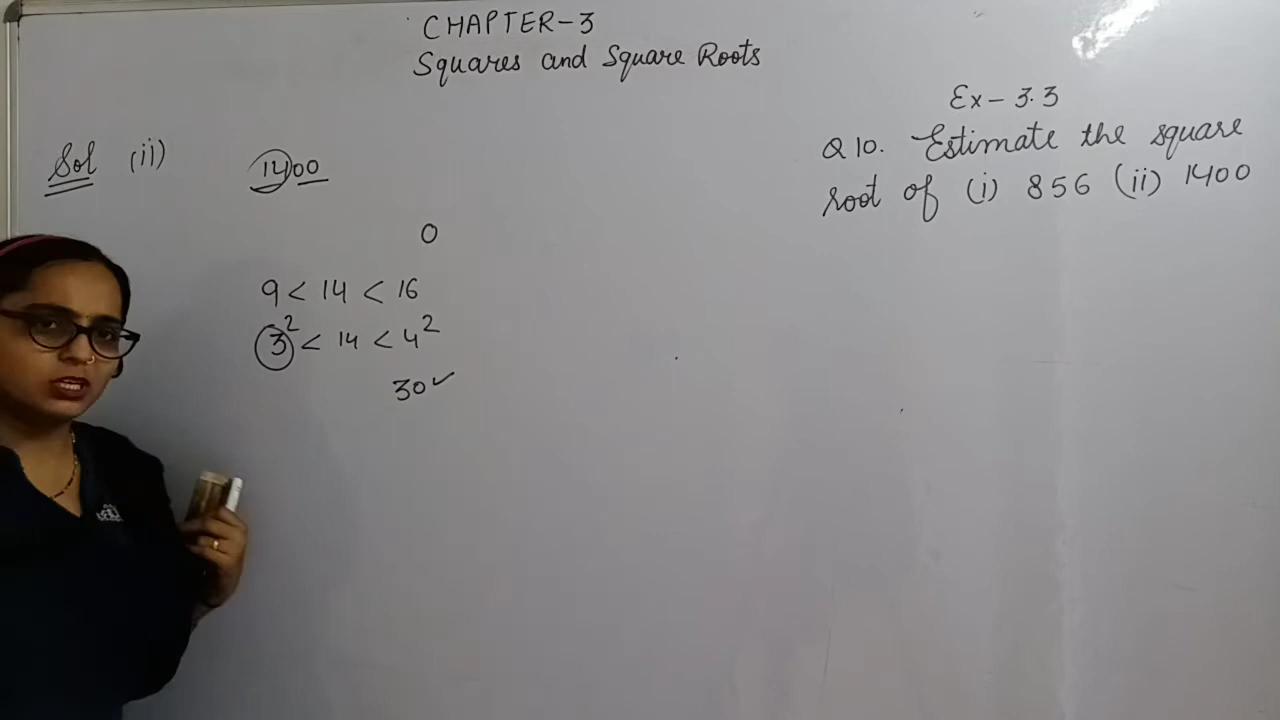 CHAPTER-3
Squares and Square Roots
Ex-3.3
Q 10. Estimate the square
root of (i) 856 (ii) 1400
Sol (ii) 1400
0
9 < 14 < 16
3² < 14 < 4²
30✓